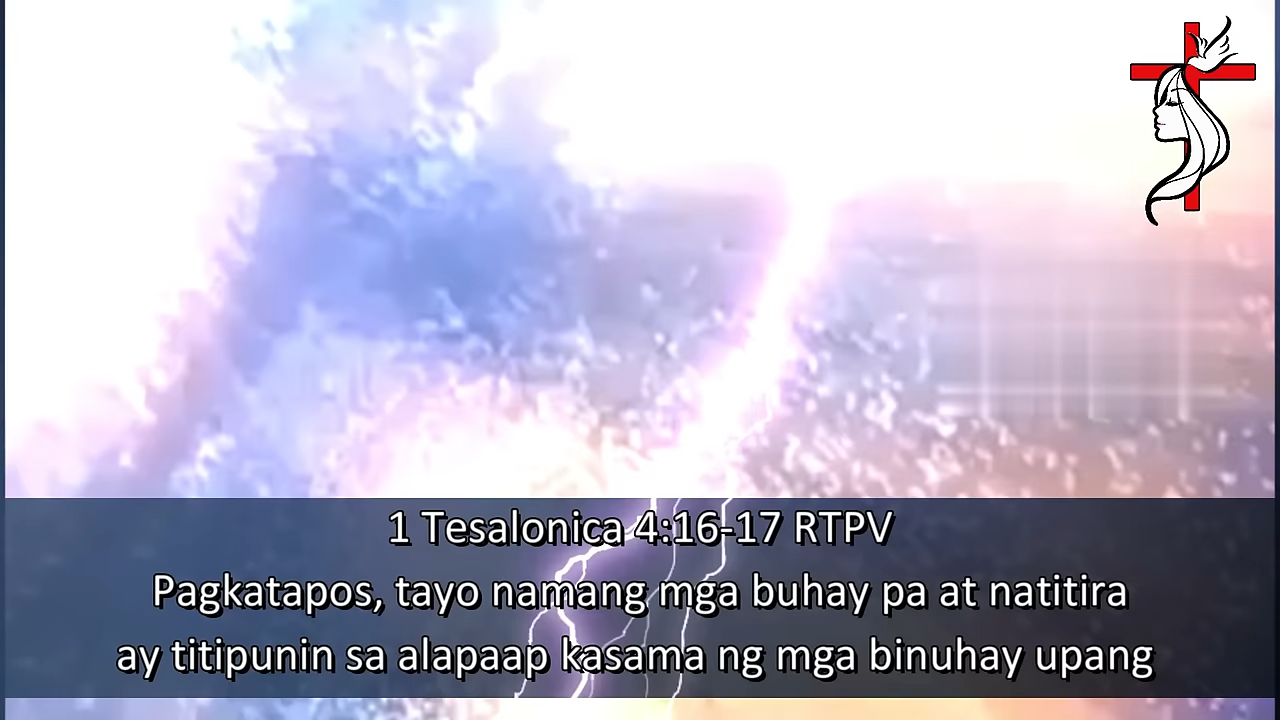 1 Tesalonica 4:16-17 RTPV
Pagkatapos, tayo namang mga buhay pa at natitira
ay titipunin sa alapaap kasama ng mga binuhay upang